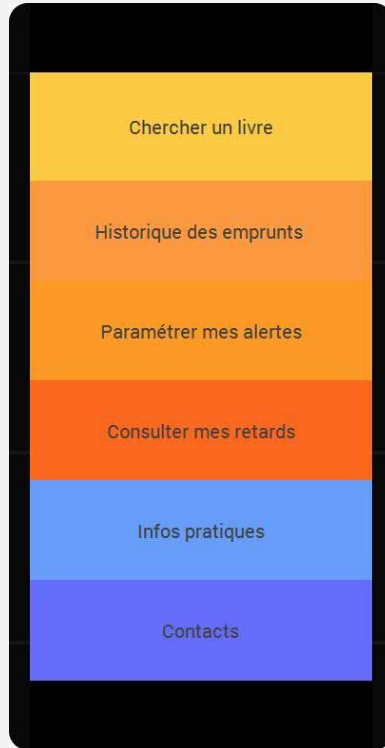 Chercher un livre
Historique des emprunts
Paramétrer mes alertes
Consulter mes retards
Infos pratiques
Contacts